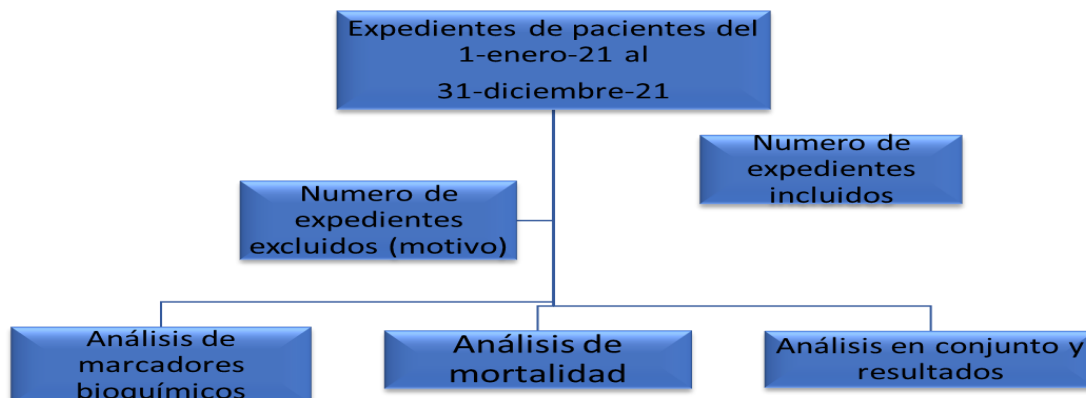 Expedientes de pacientes del
1-enero-21 al
31-diciembre-21
Numero de
expedientes
incluidos
Numero de
expedientes
excluidos (motivo)
Análisis de
marcadores
bioquímicos
Análisis de
mortalidad
Análisis en conjunto y
resultados